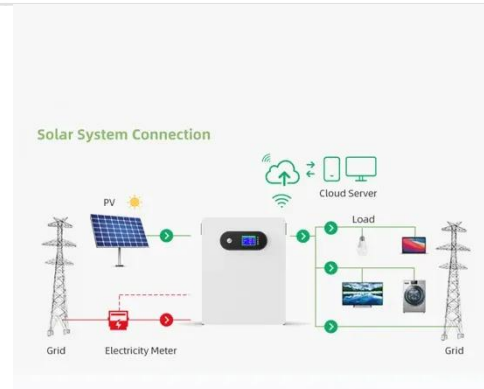 Solar System Connection
Cloud Server
PV
Load
Grid
Electricity Meter
Grid